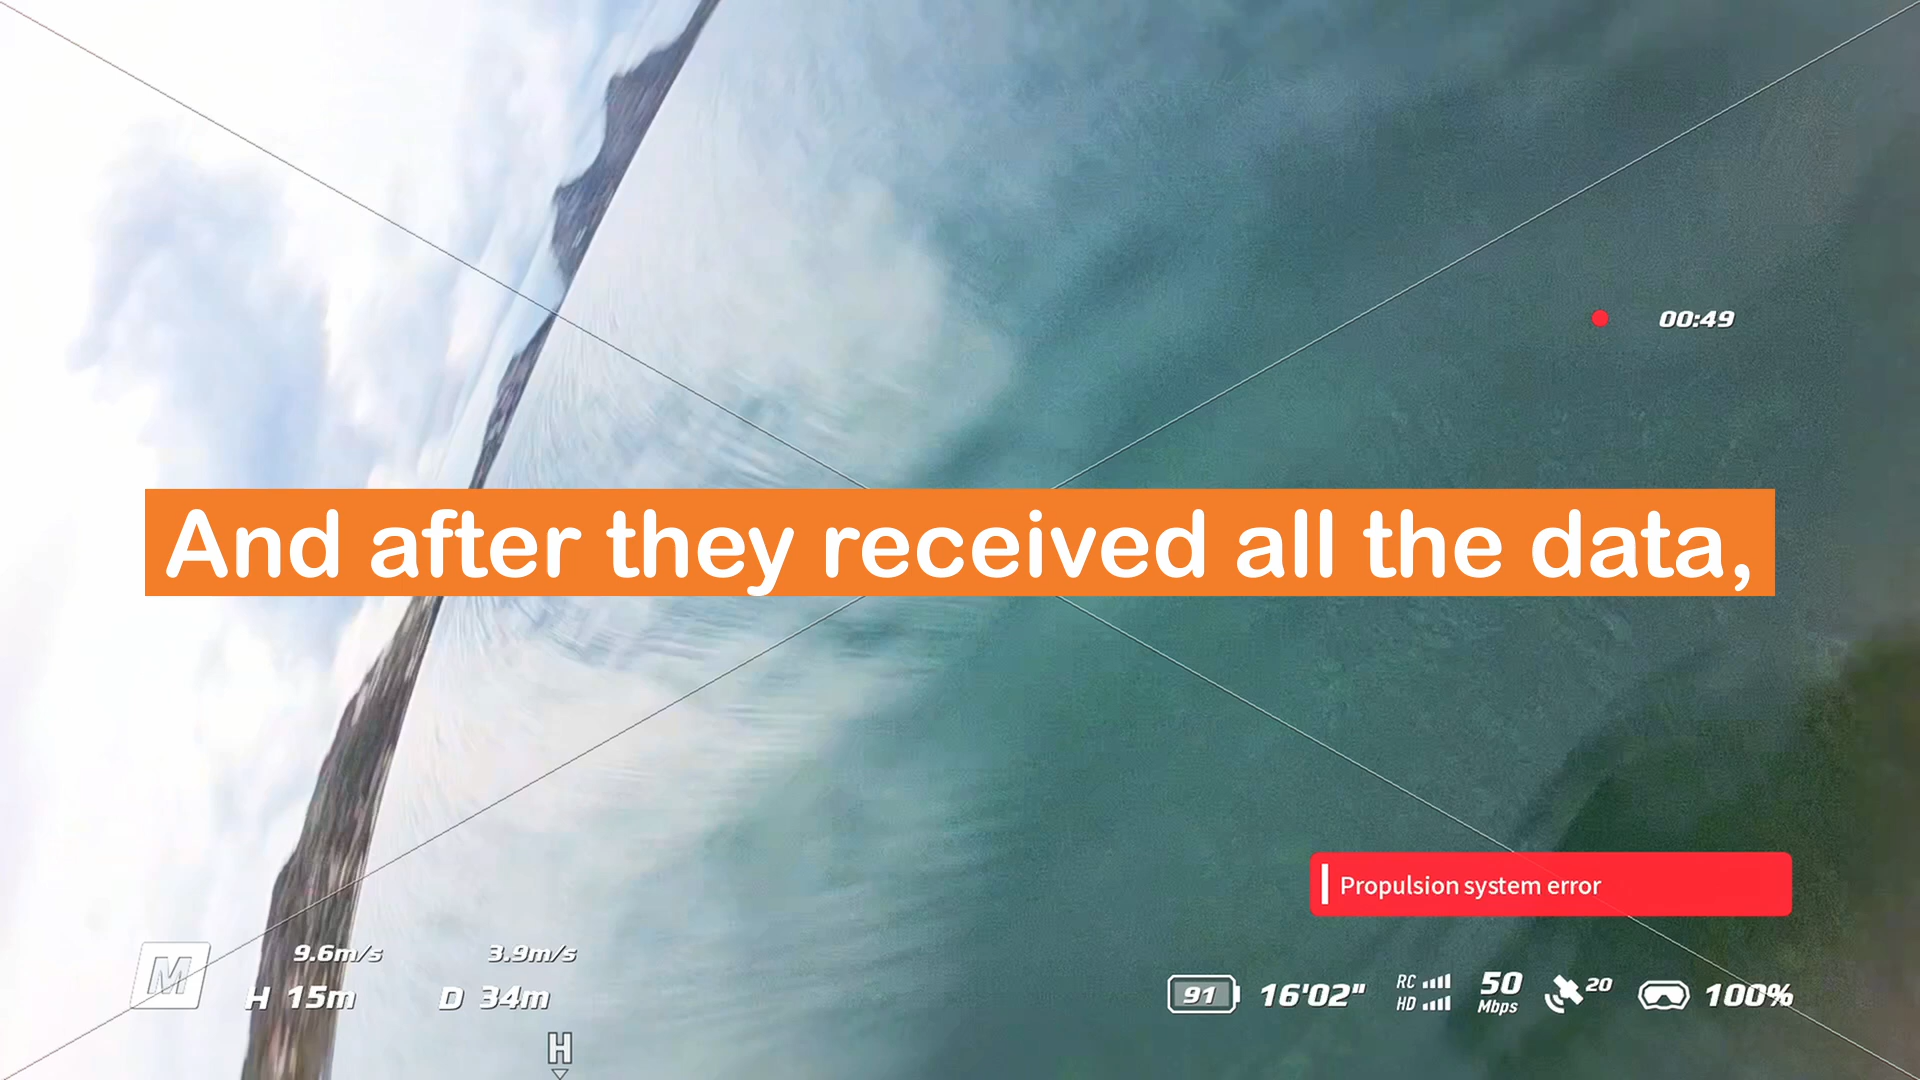 00:49
And after they received all the data,
Propulsion system error
M
9.6m/s 3.9m/s
H 15m D 34m
91 16'02" RC HD 50 Mbps 20 100%
H